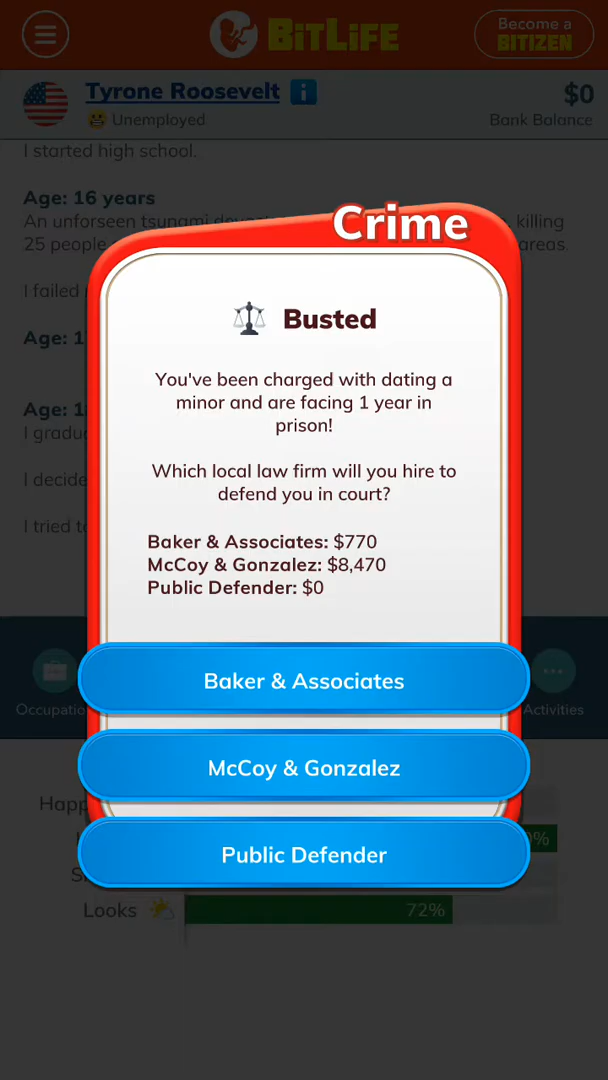 Become a
BITLIFE
BITIZEN
Tyrone Roosevelt i
$0
Unemployed
Bank Balance
I started high school.
Age: 16 years
An unforseen tsunami killing
25 people areas.
Crime
I failed
Busted
Age: 1
You've been charged with dating a
minor and are facing 1 year in
prison!
Age: 1
I gradu
Which local law firm will you hire to
defend you in court?
I decide
I tried to
Baker & Associates: $770
McCoy & Gonzalez: $8,470
Public Defender: $0
Baker & Associates
Occupatio
Activities
McCoy & Gonzalez
Happ
Public Defender
Looks 72%